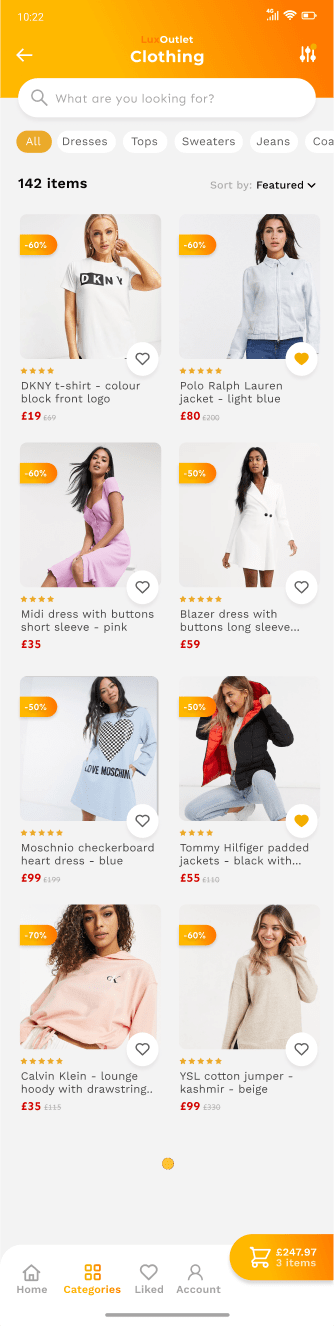 10:22
4G
LuxOutlet
Clothing
What are you looking for?
All Dresses Tops Sweaters Jeans Coa
142 items
Sort by: Featured
-60%
-60%
DKNY
DKNY t-shirt - colour
block front logo
£19 £69
Polo Ralph Lauren
jacket - light blue
£80 £200
-60%
-50%
Midi dress with buttons
short sleeve - pink
£35
Blazer dress with
buttons long sleeve...
£59
-50%
-50%
LOVE MOSCHINO
Moschnio checkerboard
heart dress - blue
£99 £199
Tommy Hilfiger padded
jackets - black with...
£55 £110
-70%
-60%
CK
Calvin Klein - lounge
hoody with drawstring..
£35 £115
YSL cotton jumper -
kashmir - beige
£99 £330
£247.97
3 items
Home Categories Liked Account